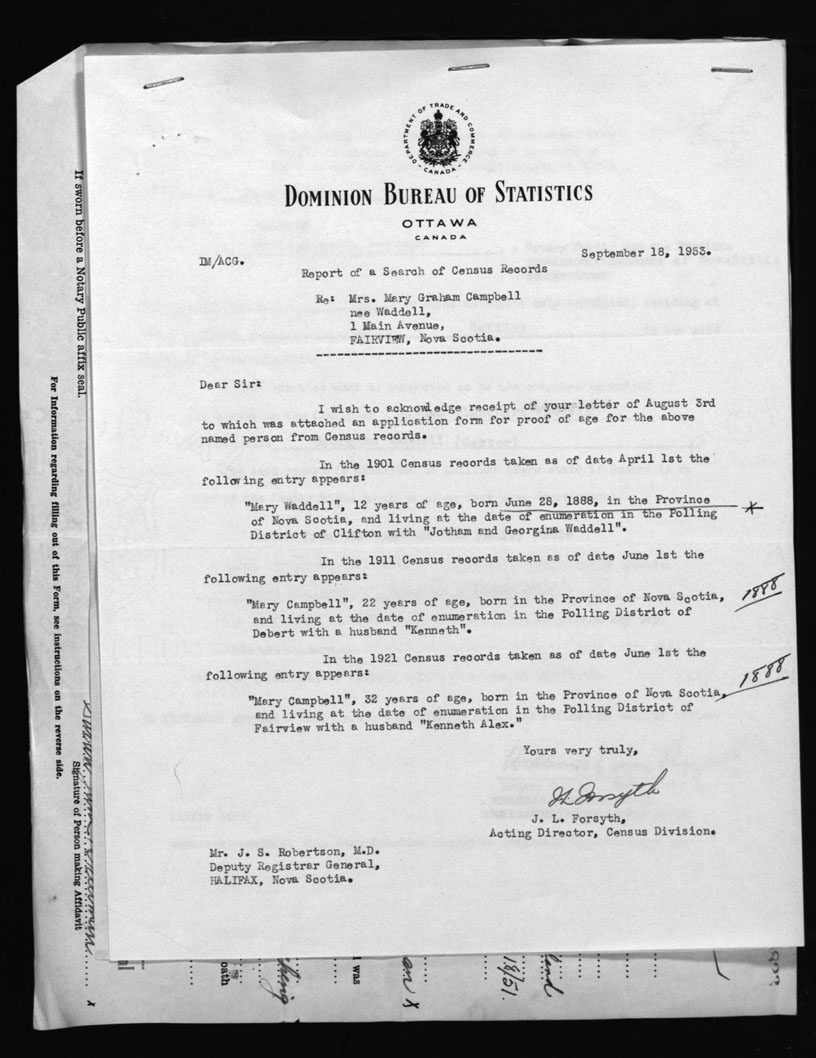 DEPARTMENT OF TRADE AND COMMERCE
CANADA
DOMINION BUREAU OF STATISTICS
OTTAWA
CANADA
September 18, 1953.
IM/ACG.
Report of a Search of Census Records
Re: Mrs. Mary Graham Campbell
nee Waddell,
1 Main Avenue,
FAIRVIEW, Nova Scotia.
Dear Sir:
I wish to acknowledge receipt of your letter of August 3rd
to which was attached an application form for proof of age for the above
named person from Census records.
In the 1901 Census records taken as of date April 1st the
following entry appears:
"Mary Waddell", 12 years of age, born June 28, 1888, in the Province
of Nova Scotia, and living at the date of enumeration in the Polling
District of Clifton with "Jotham and Georgina Waddell".
In the 1911 Census records taken as of date June 1st the
following entry appears:
"Mary Campbell", 22 years of age, born in the Province of Nova Scotia, 1888
and living at the date of enumeration in the Polling District of
Debert with a husband "Kenneth".
In the 1921 Census records taken as of date June 1st the
following entry appears:
"Mary Campbell", 32 years of age, born in the Province of Nova Scotia, 1888
and living at the date of enumeration in the Polling District of
Fairview with a husband "Kenneth Alex."
Yours very truly,
J L Forsyth
J. L. Forsyth,
Acting Director, Census Division.
Mr. J. S. Robertson, M.D.
Deputy Registrar General,
HALIFAX, Nova Scotia.
If sworn before a Notary Public affix seal.
For Information regarding filling out of this Form, see instructions on the reverse side.
Signature of Person making Affidavit
oath
I was
18/51.